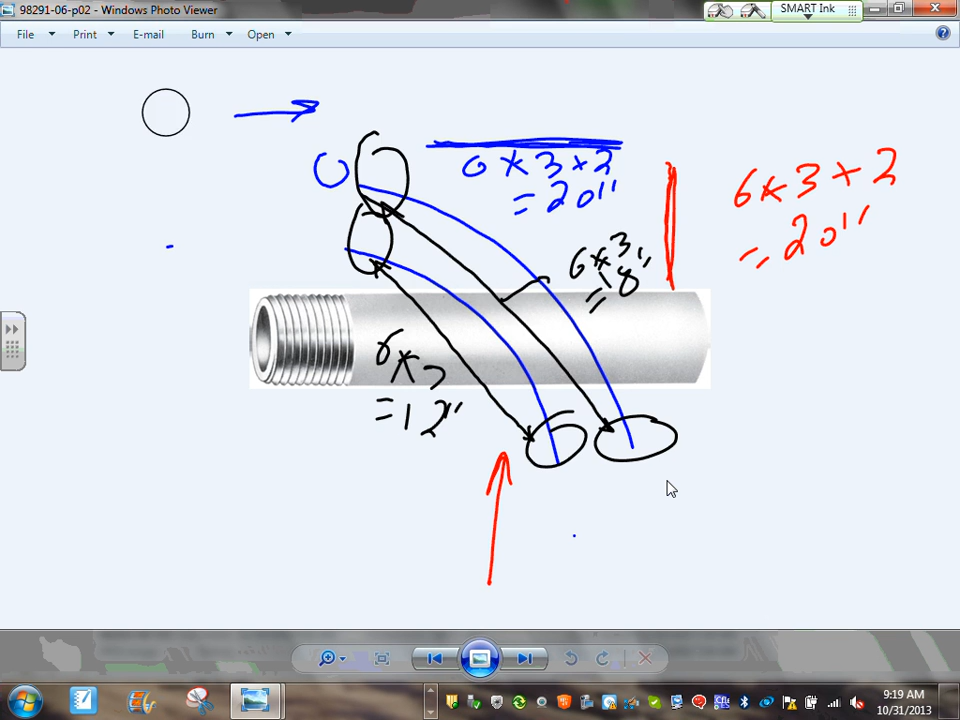 98291-06-p02 - Windows Photo Viewer
SMART Ink
File Print E-mail Burn Open
6 * 3 + 2
= 20"
6 * 3 + 2
= 20"
6 * 3"
= 18
6 *
= 12"
9:19 AM
10/31/2013